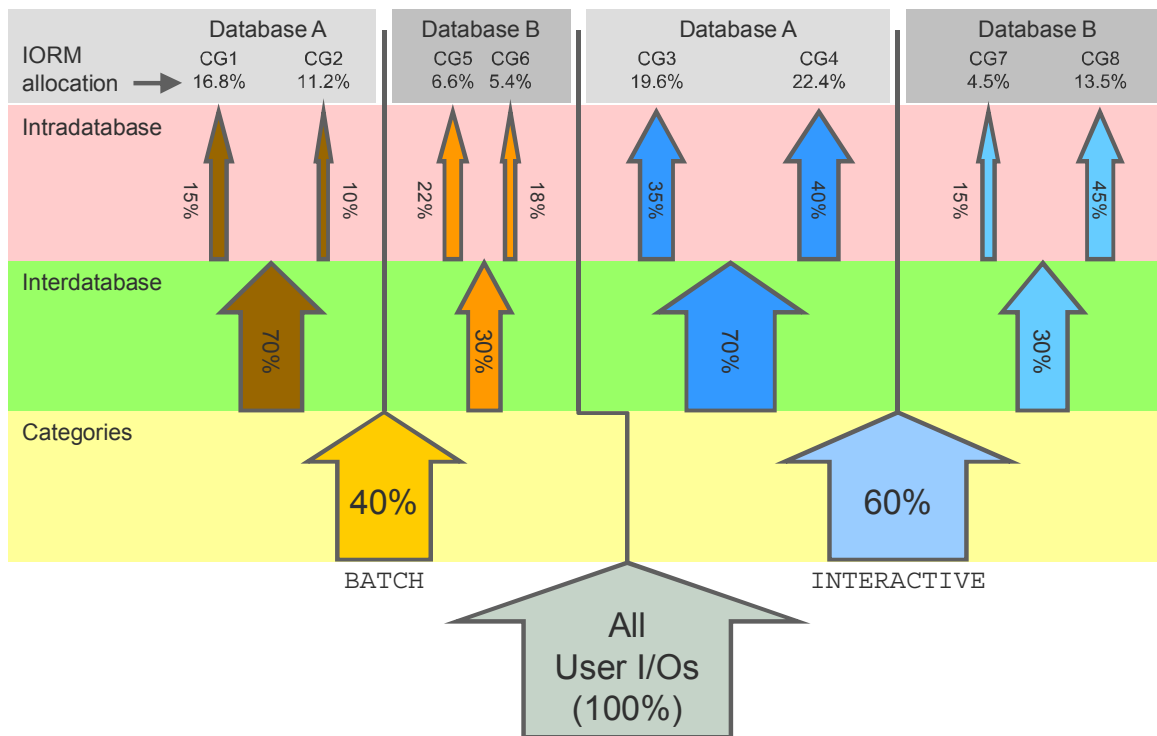 Database A
Database B
Database A
Database B
IORM
allocation
CG1
16.8%
CG2
11.2%
CG5
6.6%
CG6
5.4%
CG3
19.6%
CG4
22.4%
CG7
4.5%
CG8
13.5%
Intradatabase
15%
10%
22%
18%
35%
40%
15%
45%
Interdatabase
70%
30%
70%
30%
Categories
40%
60%
BATCH
INTERACTIVE
All
User I/Os
(100%)